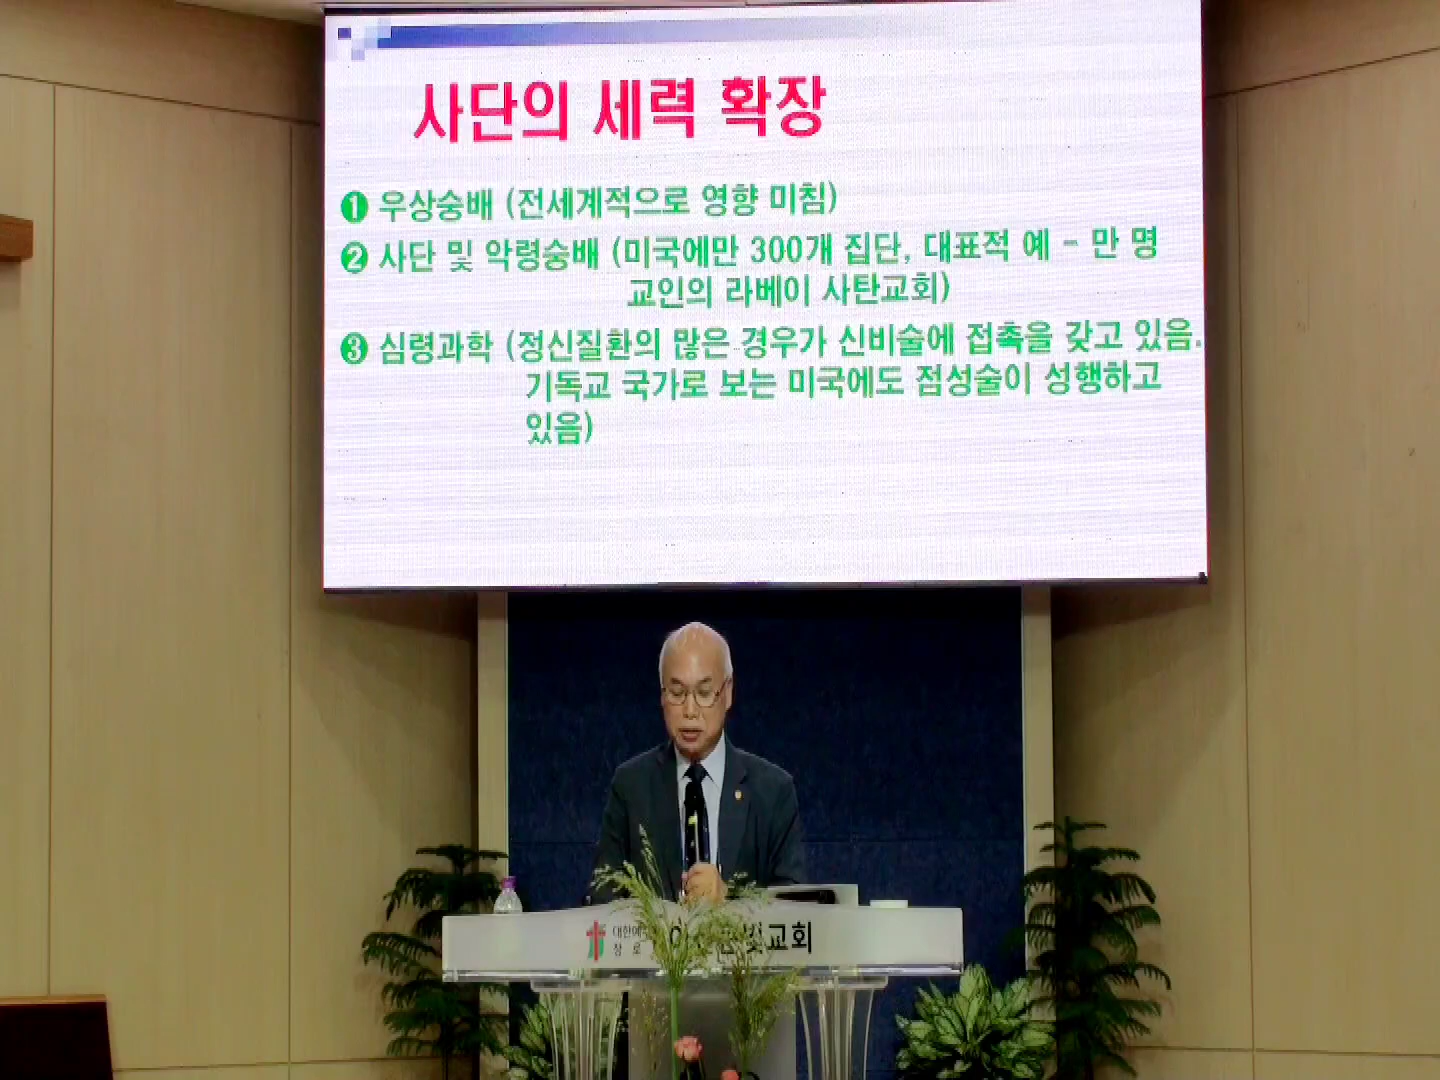 사단의 세력 확장
❶ 우상숭배 (전세계적으로 영향 미침)
❷ 사단 및 악령숭배 (미국에만 300개 집단, 대표적 예 - 만 명
교인의 라베이 사탄교회)
❸ 심령과학 (정신질환의 많은 경우가 신비술에 접촉을 갖고 있음.
기독교 국가로 보는 미국에도 점성술이 성행하고
있음)
대한예
장 로
교회